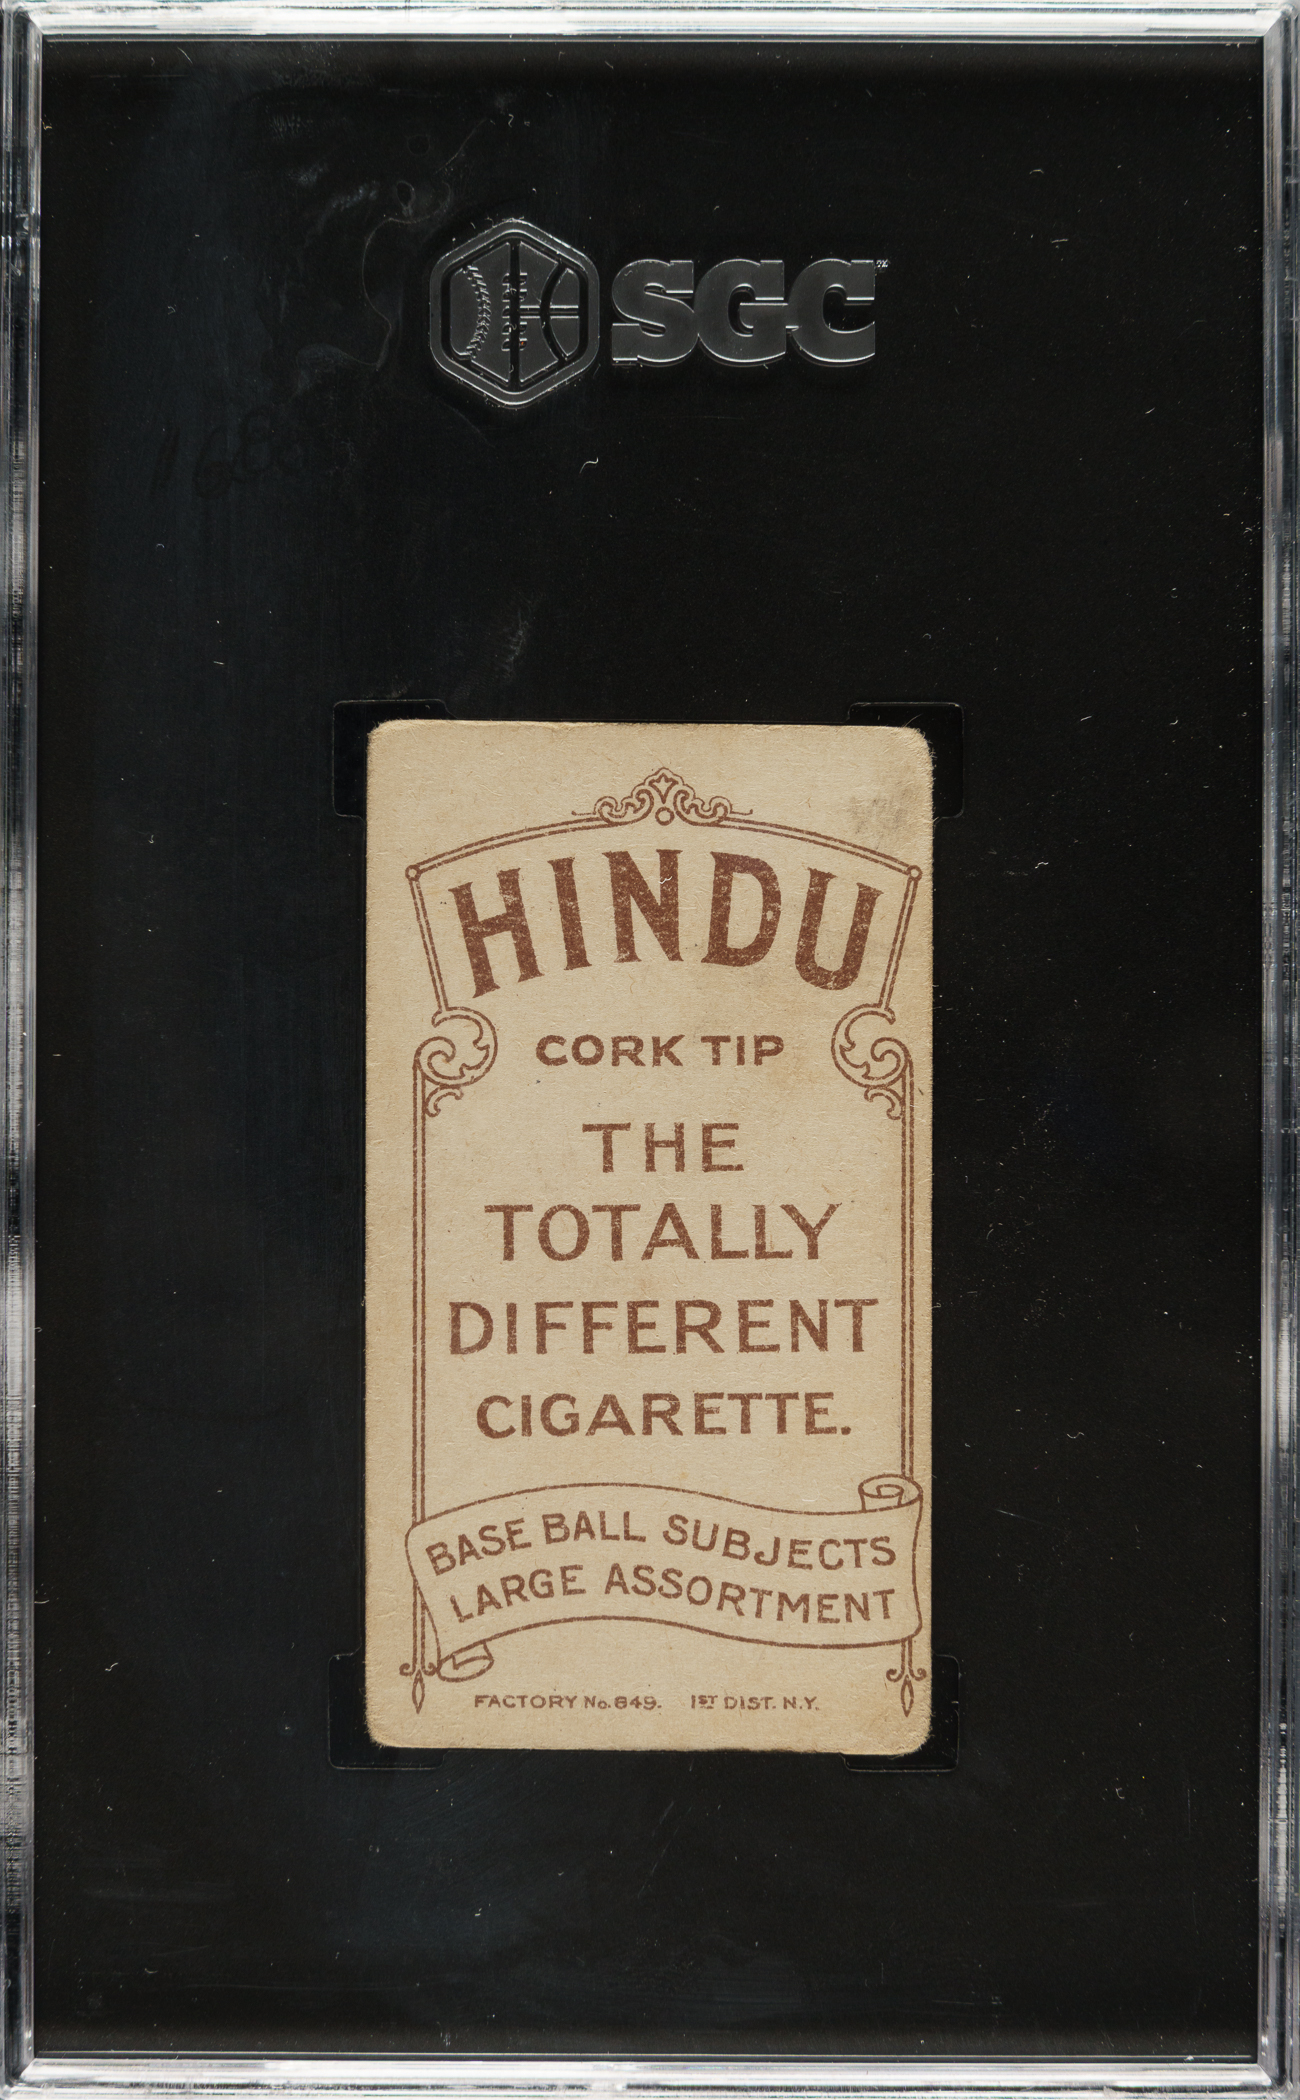 SGC
HINDU
CORK TIP
THE
TOTALLY
DIFFERENT
CIGARETTE.
BASE BALL SUBJECTS
LARGE ASSORTMENT
FACTORY No. 649. 1ST DIST. N.Y.